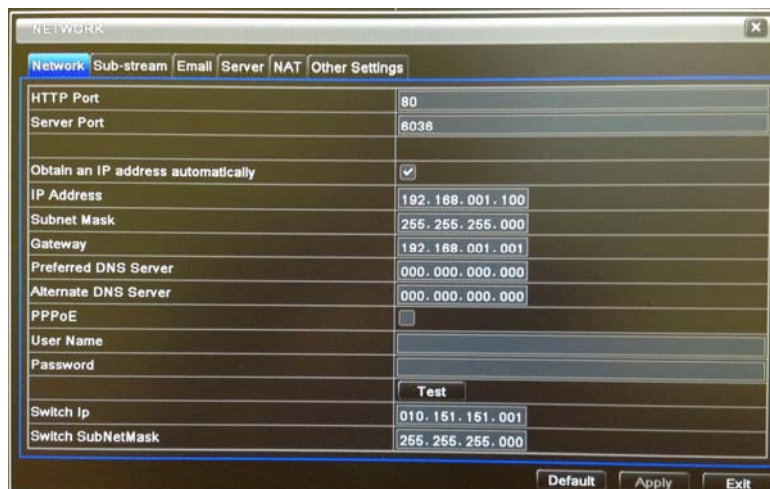 NETWORK
Network Sub-stream Email Server NAT Other Settings
HTTP Port 80
Server Port 6036
Obtain an IP address automatically
IP Address 192.168.001.100
Subnet Mask 255.255.255.000
Gateway 192.168.001.001
Preferred DNS Server 000.000.000.000
Alternate DNS Server 000.000.000.000
PPPoE
User Name
Password
Test
Switch Ip 010.151.151.001
Switch SubNetMask 255.255.255.000
Default Apply Exit